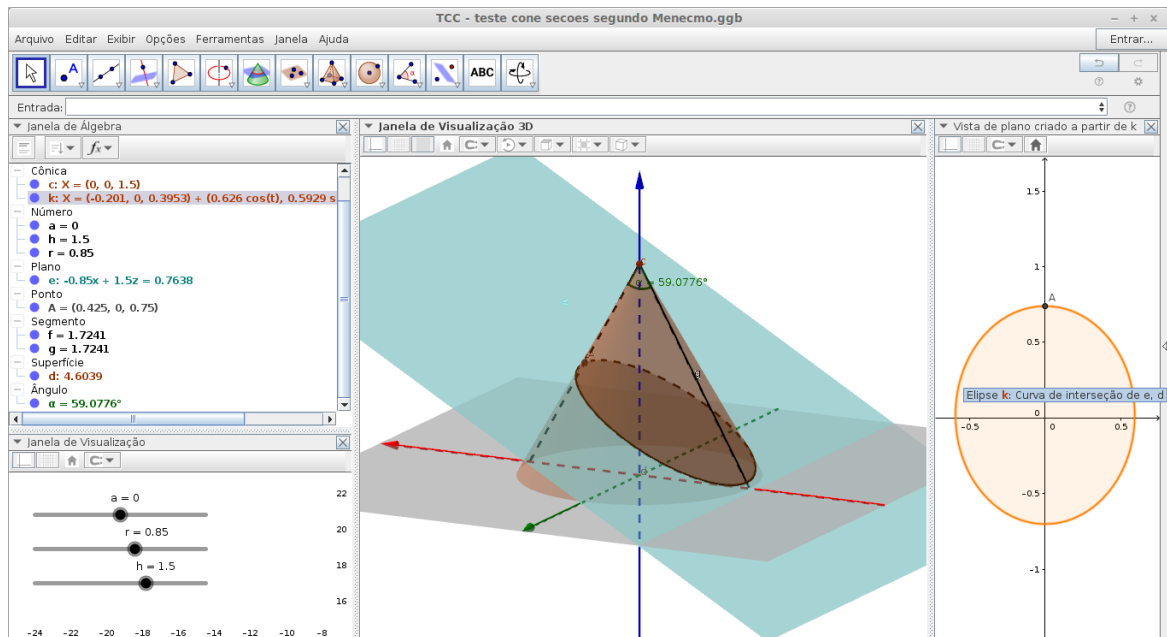 TCC - teste cone secoes segundo Menecmo.ggb
Arquivo Editar Exibir Opções Ferramentas Janela Ajuda
Entrar...
A
ABC
Entrada:
Janela de Álgebra
Cônica
c: X = (0, 0, 1.5)
k: X = (-0.201, 0, 0.3953) + (0.626 cos(t), 0.5929 s
Número
a = 0
h = 1.5
r = 0.85
Plano
e: -0.85x + 1.5z = 0.7638
Ponto
A = (0.425, 0, 0.75)
Segmento
f = 1.7241
g = 1.7241
Superfície
d: 4.6039
Ângulo
α = 59.0776°
Janela de Visualização
a = 0
r = 0.85
h = 1.5
22
20
18
16
-24 -22 -20 -18 -16 -14 -12 -10 -8
Janela de Visualização 3D
α = 59.0776°
g
Vista de plano criado a partir de k
1.5
1
A
0.5
Elipse k: Curva de interseção de e, d
0
-0.5 0 0.5
-0.5
-1